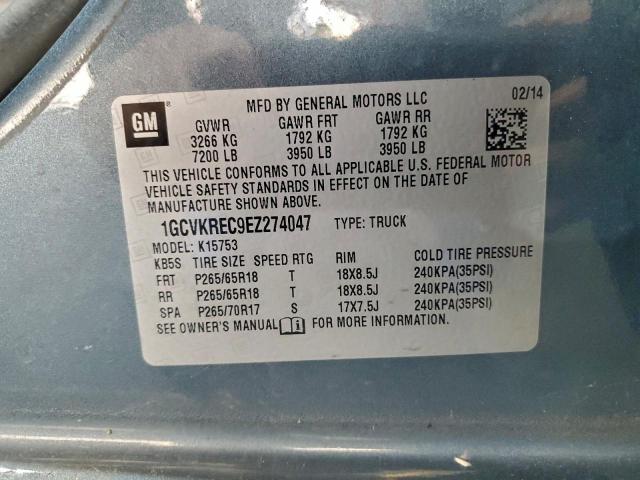 GM ®
MFD BY GENERAL MOTORS LLC 02/14
GVWR GAWR FRT GAWR RR
3266 KG 1792 KG 1792 KG
7200 LB 3950 LB 3950 LB
THIS VEHICLE CONFORMS TO ALL APPLICABLE U.S. FEDERAL MOTOR
VEHICLE SAFETY STANDARDS IN EFFECT ON THE DATE OF
MANUFACTURE SHOWN ABOVE.
1GCVKREC9EZ274047 TYPE: TRUCK
MODEL: K15753
KB5S TIRE SIZE SPEED RTG RIM COLD TIRE PRESSURE
FRT P265/65R18 T 18X8.5J 240KPA(35PSI)
RR P265/65R18 T 18X8.5J 240KPA(35PSI)
SPA P265/70R17 S 17X7.5J 240KPA(35PSI)
SEE OWNER'S MANUAL FOR MORE INFORMATION.